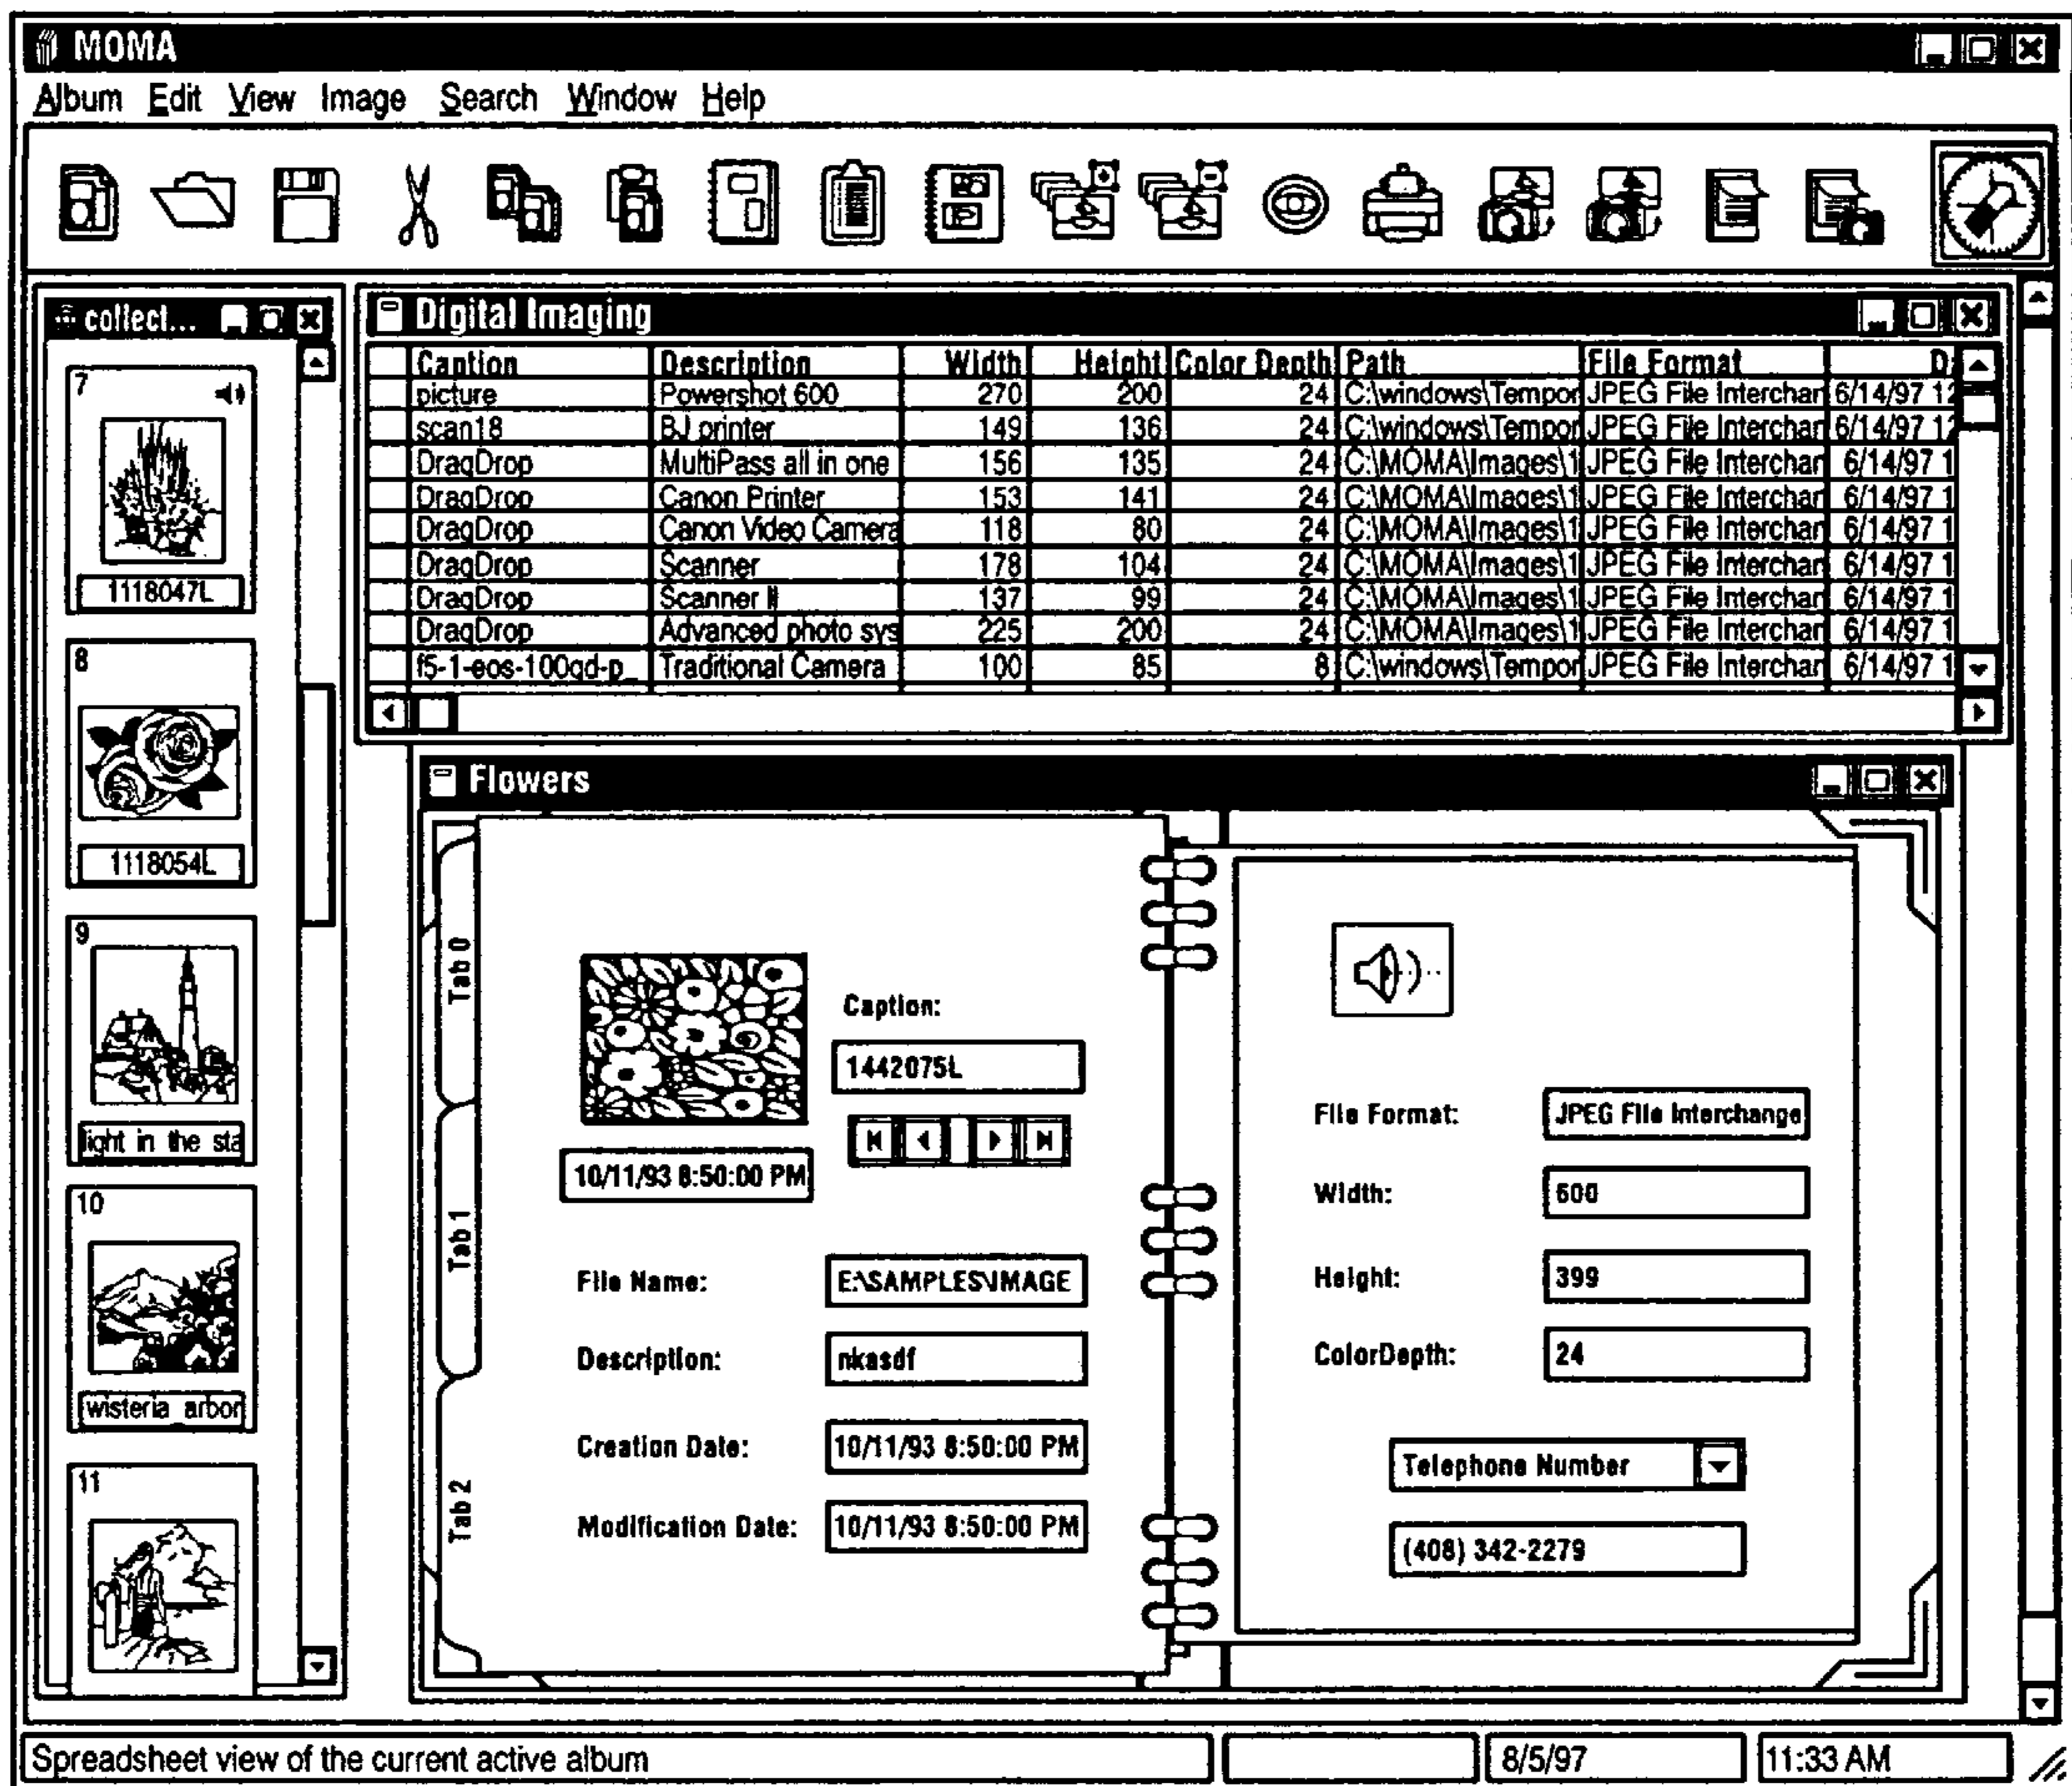 MOMA
Album Edit View Image Search Window Help
collect...
7
1118047L
8
1118054L
9
light in the sta
10
wisteria arbor
11
Digital Imaging
Caption Description Width Height Color Depth Path File Format D
picture Powershot 600 270 200 24 C:\windows\Tempor JPEG File Interchan 6/14/97 12
scan18 BJ printer 149 136 24 C:\windows\Tempor JPEG File Interchan 6/14/97 12
DragDrop MultiPass all in one 156 135 24 C:\MOMA\Images\1 JPEG File Interchan 6/14/97 1
DragDrop Canon Printer 153 141 24 C:\MOMA\Images\1 JPEG File Interchan 6/14/97 1
DragDrop Canon Video Camera 118 80 24 C:\MOMA\Images\1 JPEG File Interchan 6/14/97 1
DragDrop Scanner 178 104 24 C:\MOMA\Images\1 JPEG File Interchan 6/14/97 1
DragDrop Scanner II 137 99 24 C:\MOMA\Images\1 JPEG File Interchan 6/14/97 1
DragDrop Advanced photo sys 225 200 24 C:\MOMA\Images\1 JPEG File Interchan 6/14/97 1
f5-1-eos-100qd-p_ Traditional Camera 100 85 8 C:\windows\Tempor JPEG File Interchan 6/14/97 1
Flowers
Tab 0
Tab 1
Tab 2
Caption:
1442075L
10/11/93 8:50:00 PM
File Name: E:\SAMPLES\IMAGE
Description: nkasdf
Creation Date: 10/11/93 8:50:00 PM
Modification Date: 10/11/93 8:50:00 PM
File Format: JPEG File Interchange
Width: 600
Height: 399
ColorDepth: 24
Telephone Number
(408) 342-2279
Spreadsheet view of the current active album 8/5/97 11:33 AM